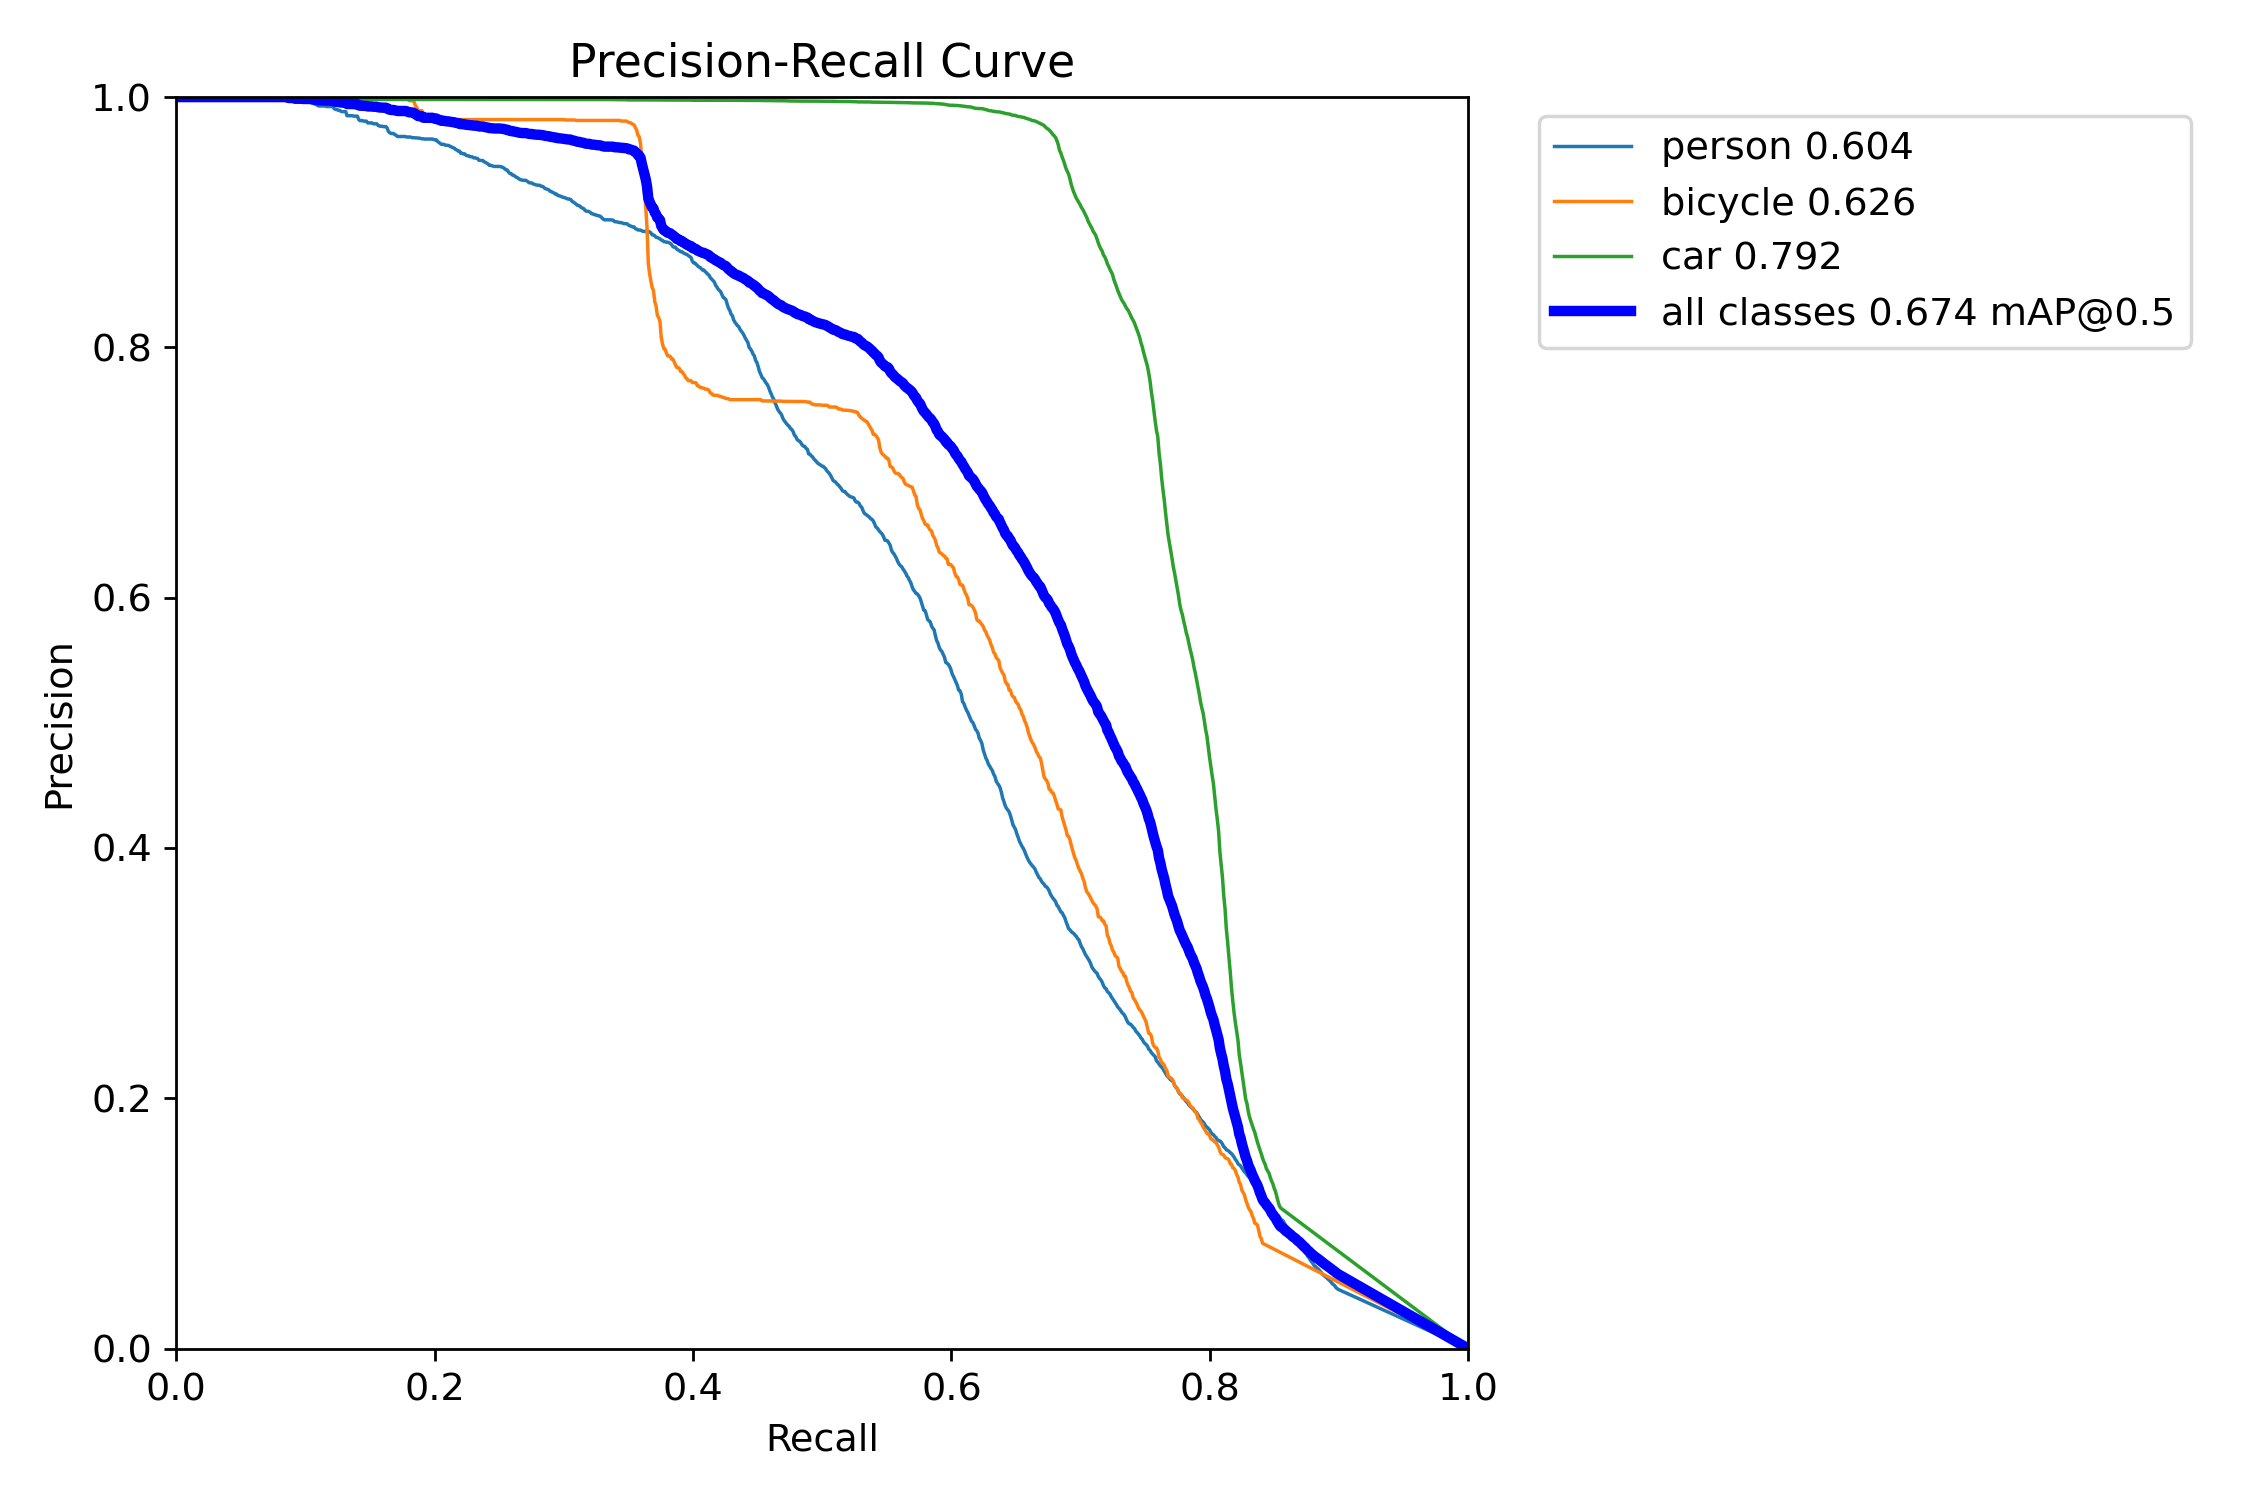 Precision-Recall Curve
person 0.604
bicycle 0.626
car 0.792
all classes 0.674 mAP@0.5
1.0
0.8
0.6
0.4
0.2
0.0
Precision
0.0 0.2 0.4 0.6 0.8 1.0
Recall